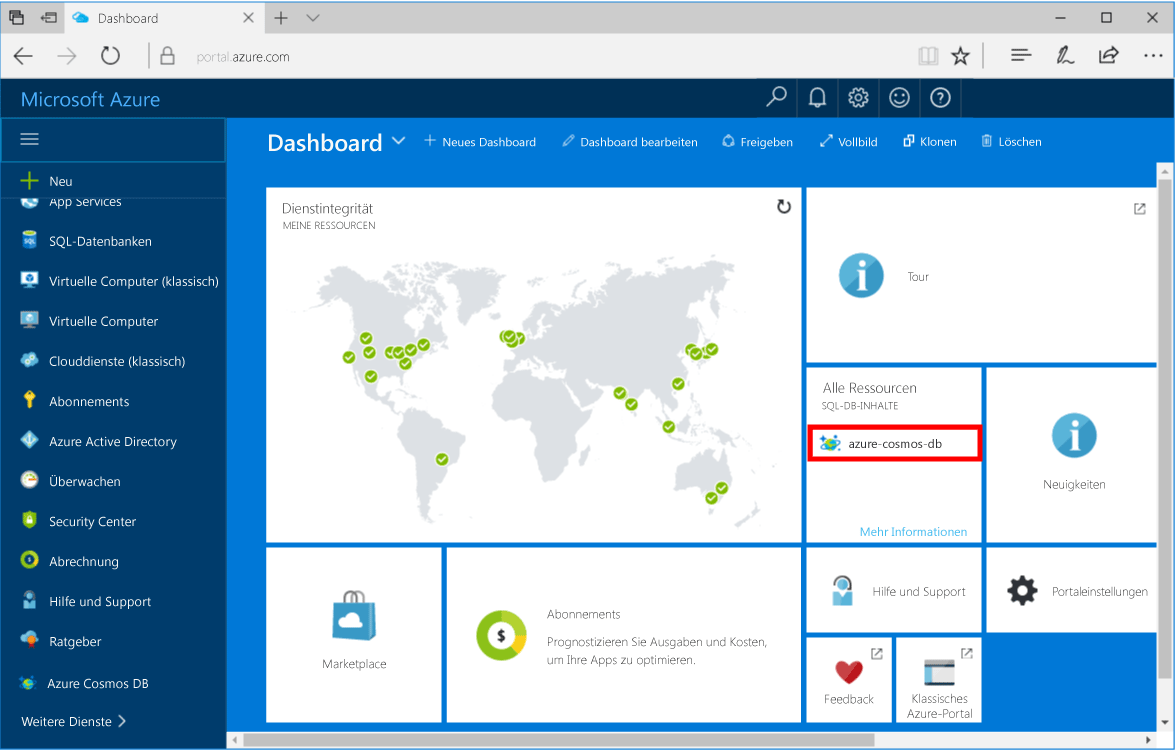 Dashboard
portal.azure.com
Microsoft Azure
Dashboard
Neues Dashboard
Dashboard bearbeiten
Freigeben
Vollbild
Klonen
Löschen
Neu
App Services
SQL-Datenbanken
Virtuelle Computer (klassisch)
Virtuelle Computer
Clouddienste (klassisch)
Abonnements
Azure Active Directory
Überwachen
Security Center
Abrechnung
Hilfe und Support
Ratgeber
Azure Cosmos DB
Weitere Dienste
Dienstintegrität
MEINE RESSOURCEN
Tour
Alle Ressourcen
SQL-DB-INHALTE
azure-cosmos-db
Mehr Informationen
Neuigkeiten
Marketplace
Abonnements
Prognostizieren Sie Ausgaben und Kosten,
um Ihre Apps zu optimieren.
Hilfe und Support
Portaleinstellungen
Feedback
Klassisches
Azure-Portal